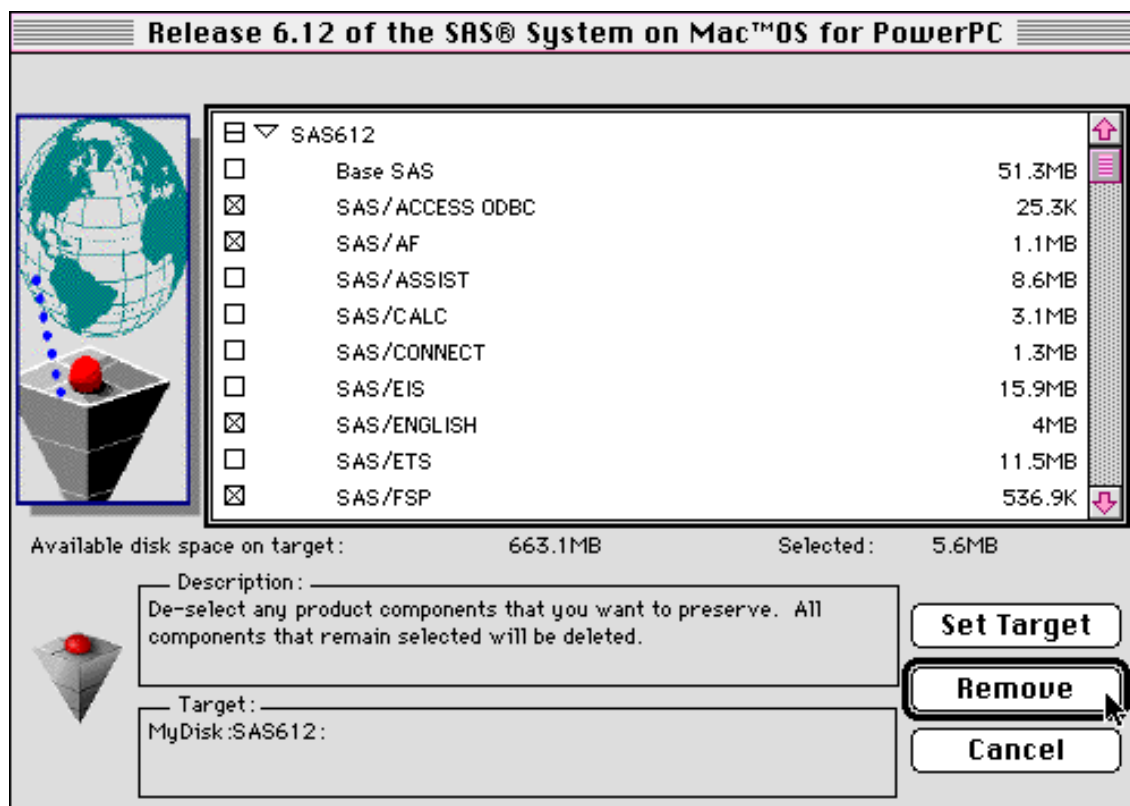 Release 6.12 of the SAS® System on Mac™OS for PowerPC
SAS612
Base SAS 51.3MB
SAS/ACCESS ODBC 25.3K
SAS/AF 1.1MB
SAS/ASSIST 8.6MB
SAS/CALC 3.1MB
SAS/CONNECT 1.3MB
SAS/EIS 15.9MB
SAS/ENGLISH 4MB
SAS/ETS 11.5MB
SAS/FSP 536.9K
Available disk space on target: 663.1MB Selected: 5.6MB
Description:
De-select any product components that you want to preserve. All
components that remain selected will be deleted.
Set Target
Remove
Target:
MyDisk:SAS612:
Cancel